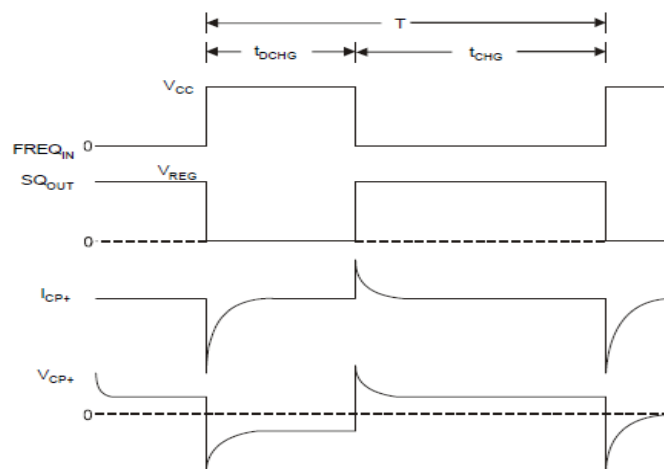 T
tDCHG
tCHG
VCC
FREQIN 0
SQOUT VREG
0
ICP+
VCP+
0